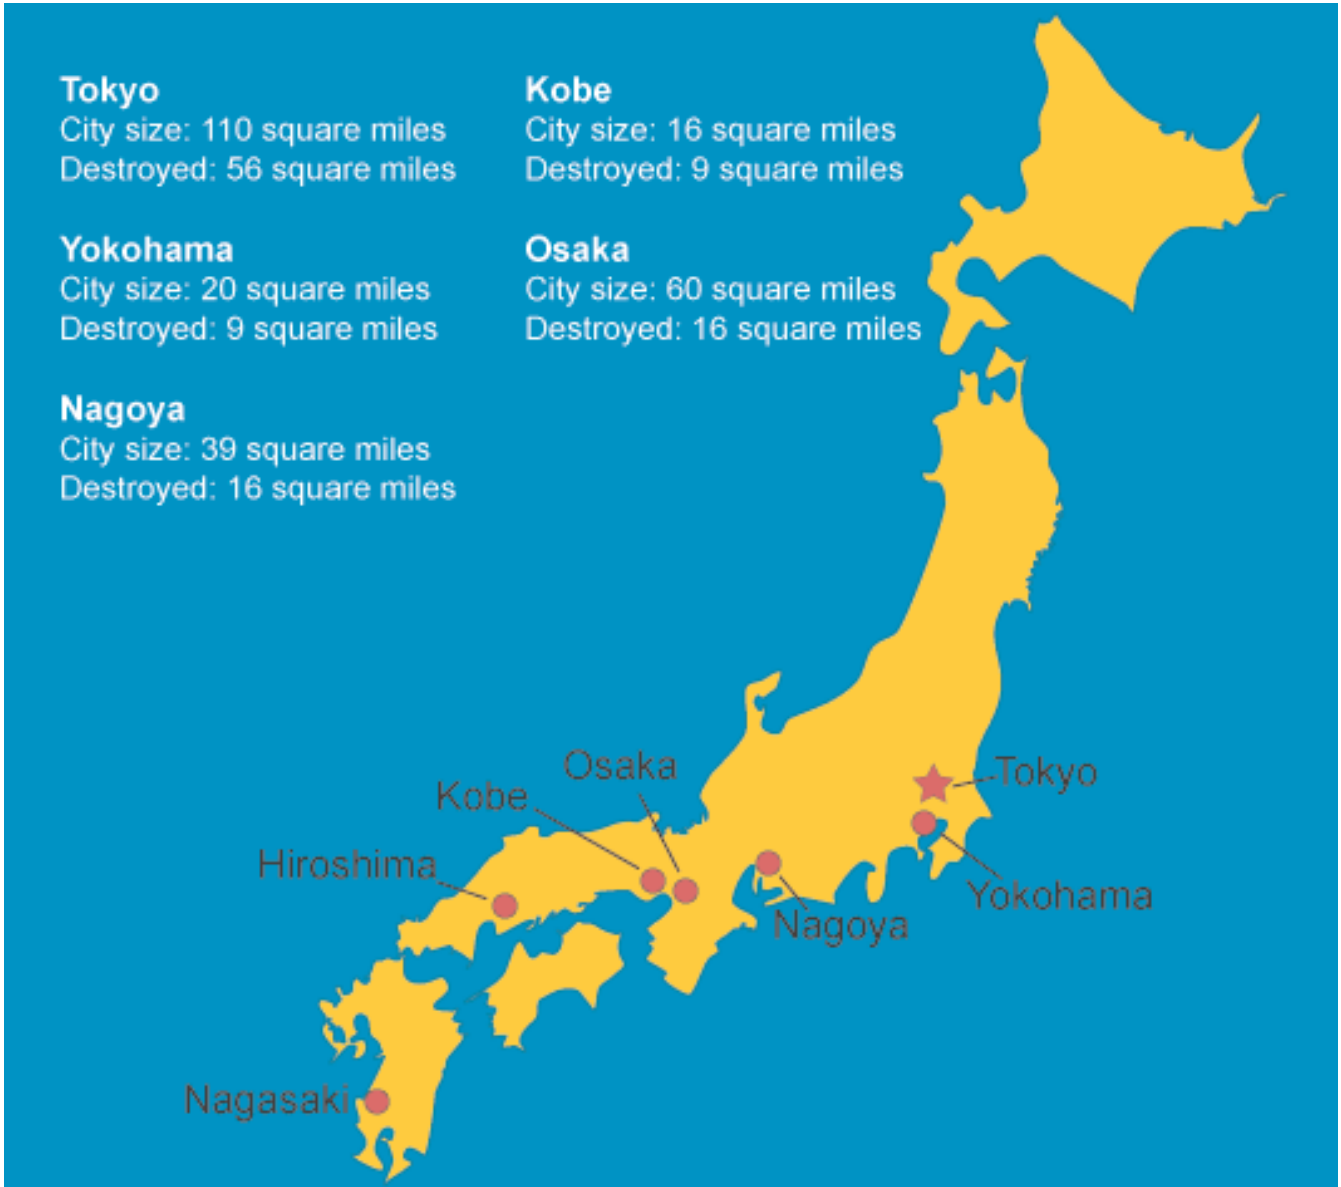 Tokyo
City size: 110 square miles
Destroyed: 56 square miles
Yokohama
City size: 20 square miles
Destroyed: 9 square miles
Nagoya
City size: 39 square miles
Destroyed: 16 square miles
Kobe
City size: 16 square miles
Destroyed: 9 square miles
Osaka
City size: 60 square miles
Destroyed: 16 square miles
Osaka
Tokyo
Kobe
Hiroshima
Yokohama
Nagoya
Nagasaki